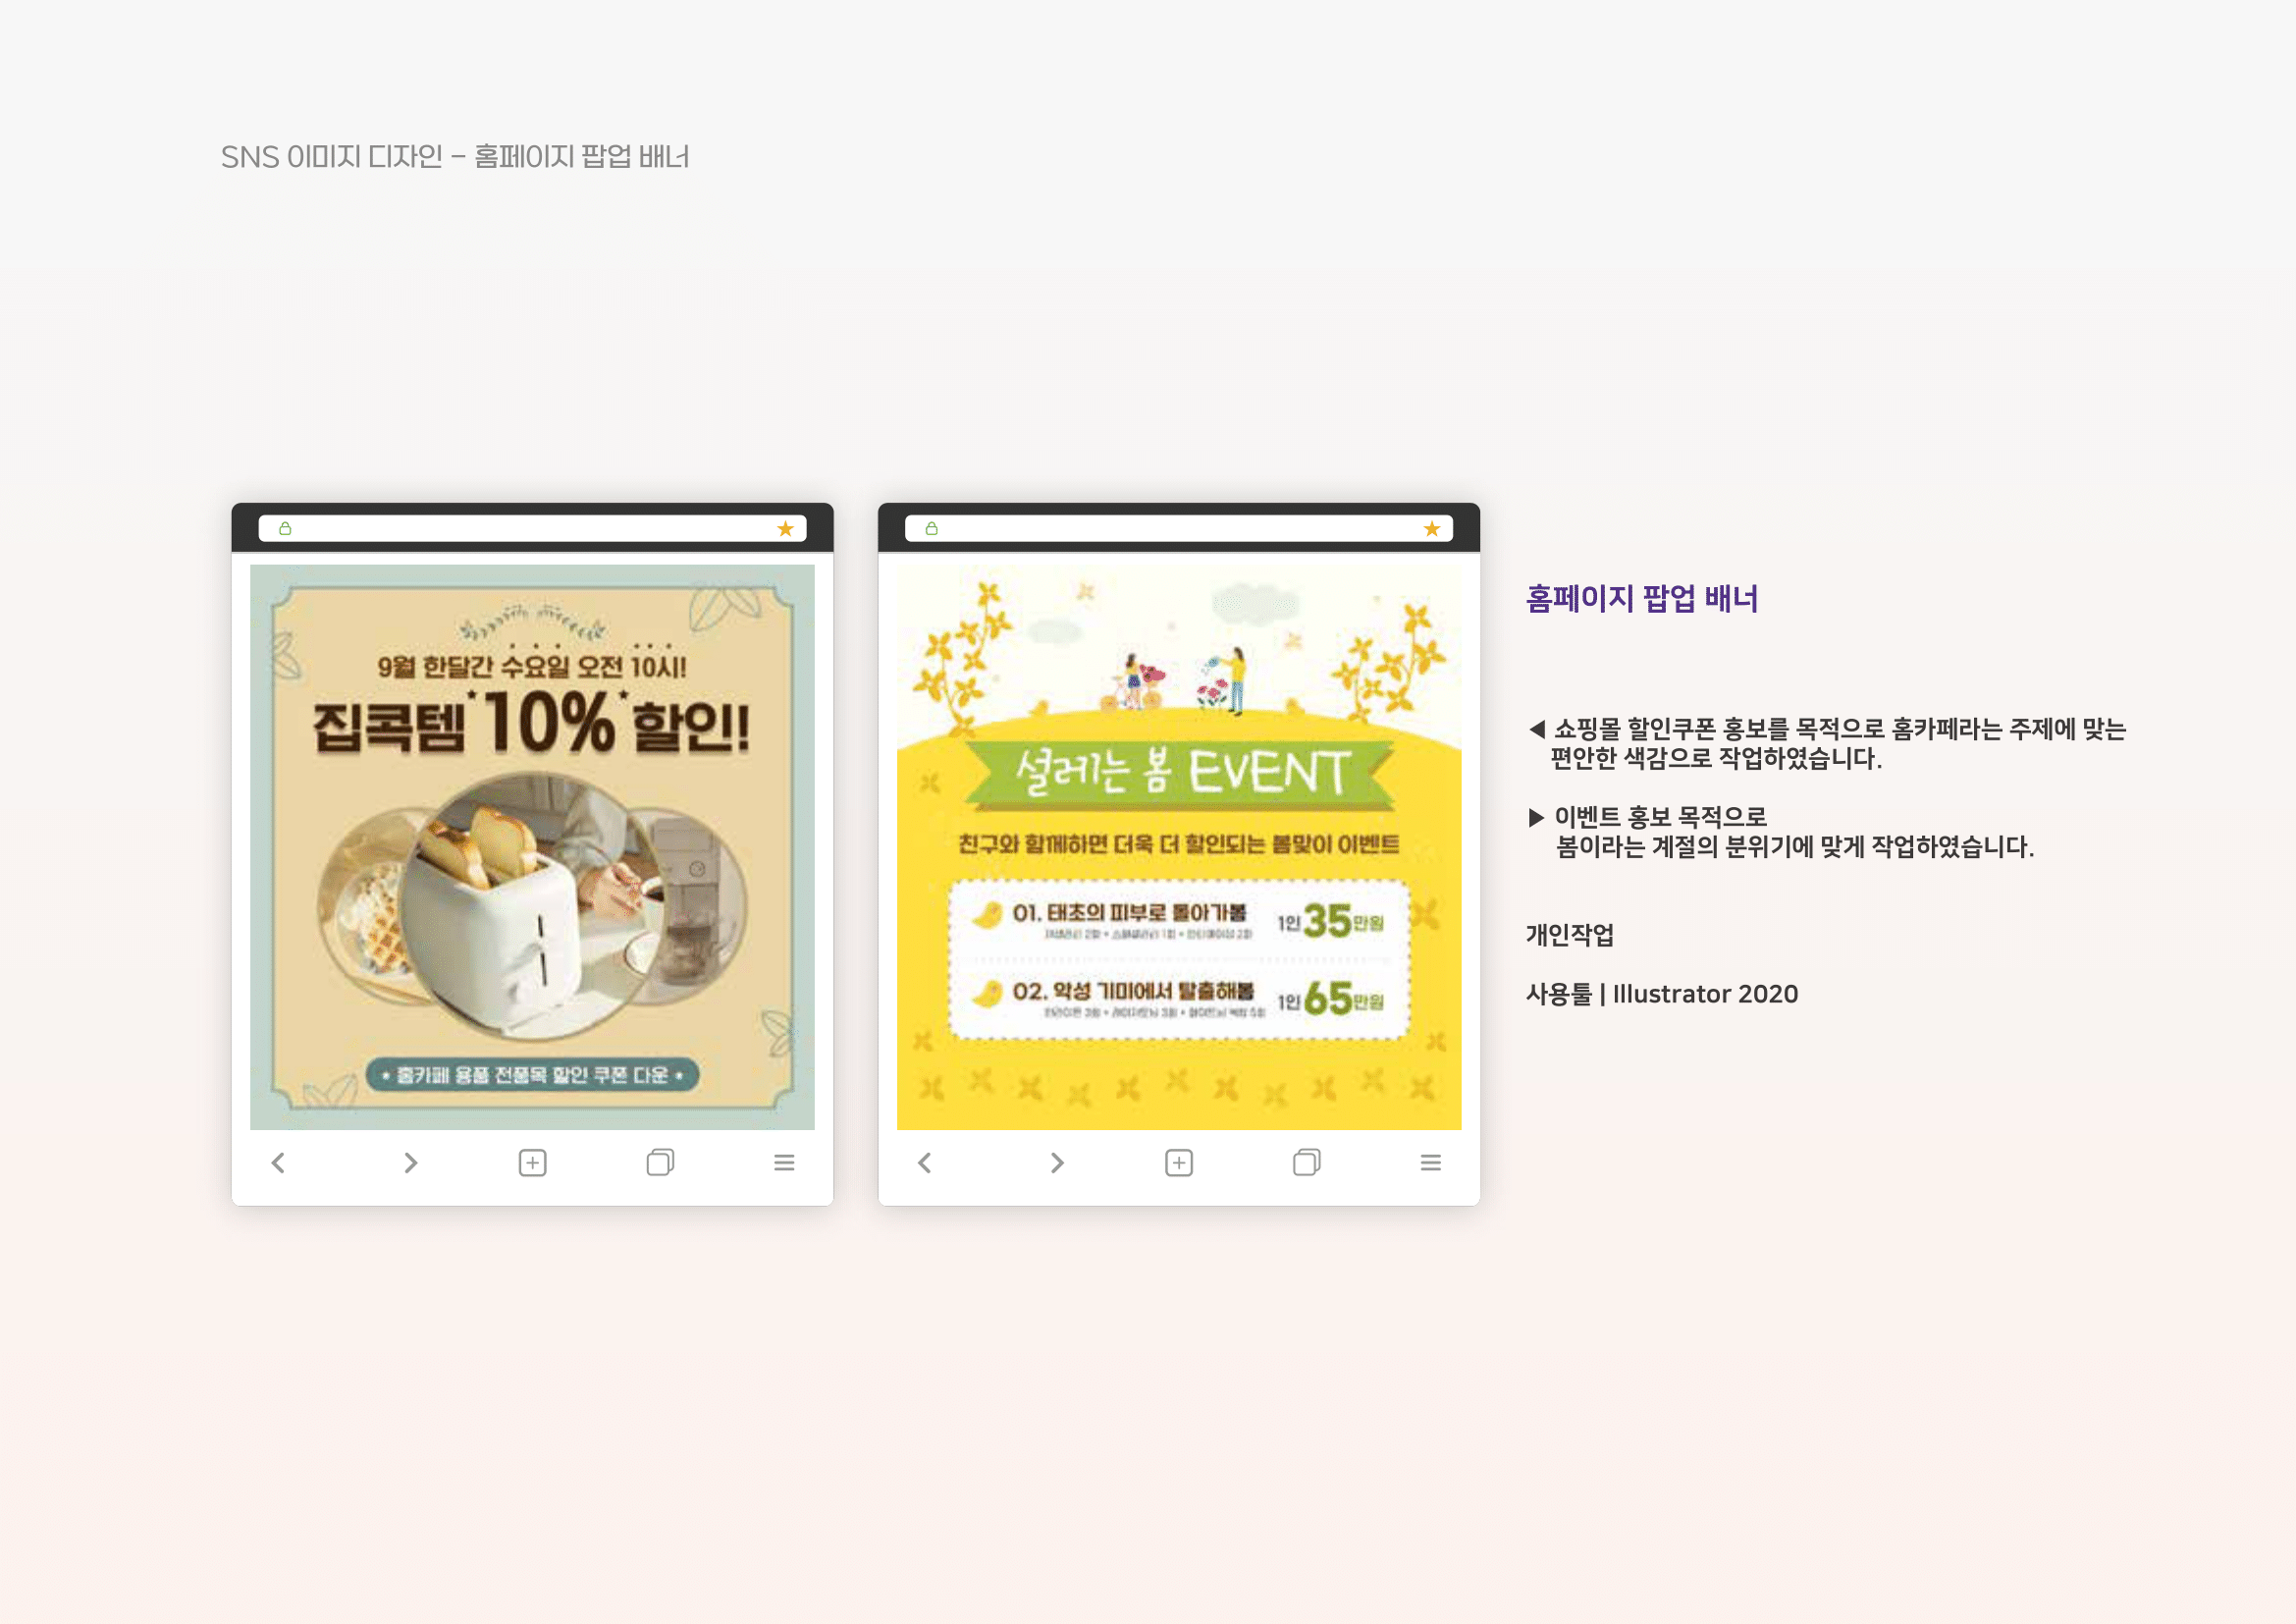 SNS 이미지 디자인 - 홈페이지 팝업 배너
9월 한달간 수요일 오전 10시!
집콕템 10% 할인!
홈카페 용품 전품목 할인 쿠폰 다운
설레는 봄 EVENT
친구와 함께하면 더욱 더 할인되는 봄맞이 이벤트
01. 태초의 피부로 돌아가봄 1인 35만원
02. 악성 기미에서 탈출해봄 1인 65만원
홈페이지 팝업 배너
◀ 쇼핑몰 할인쿠폰 홍보를 목적으로 홈카페라는 주제에 맞는
편안한 색감으로 작업하였습니다.
▶ 이벤트 홍보 목적으로
봄이라는 계절의 분위기에 맞게 작업하였습니다.
개인작업
사용툴 | Illustrator 2020